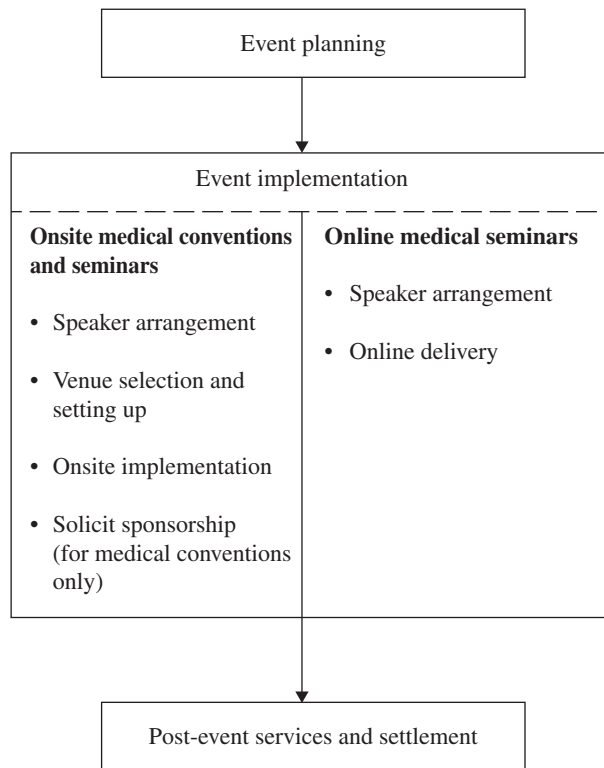 Event planning
Event implementation
Onsite medical conventions
and seminars
• Speaker arrangement
• Venue selection and
setting up
• Onsite implementation
• Solicit sponsorship
(for medical conventions
only)
Online medical seminars
• Speaker arrangement
• Online delivery
Post-event services and settlement